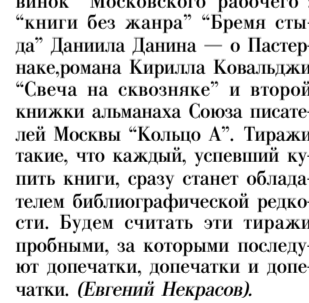 винок Московского рабочего :
“книги без жанра” “Бремя сты-
да” Даниила Данина — о Пастер-
наке,романа Кирилла Ковальджи
“Свеча на сквозняке” и второй
книжки альманаха Союза писате-
лей Москвы “Кольцо А”. Тиражи
такие, что каждый, успевший ку-
пить книги, сразу станет облада-
телем библиографической редко-
сти. Будем считать эти тиражи
пробными, за которыми последу-
ют допечатки, допечатки и допе-
чатки. (Евгений Некрасов).